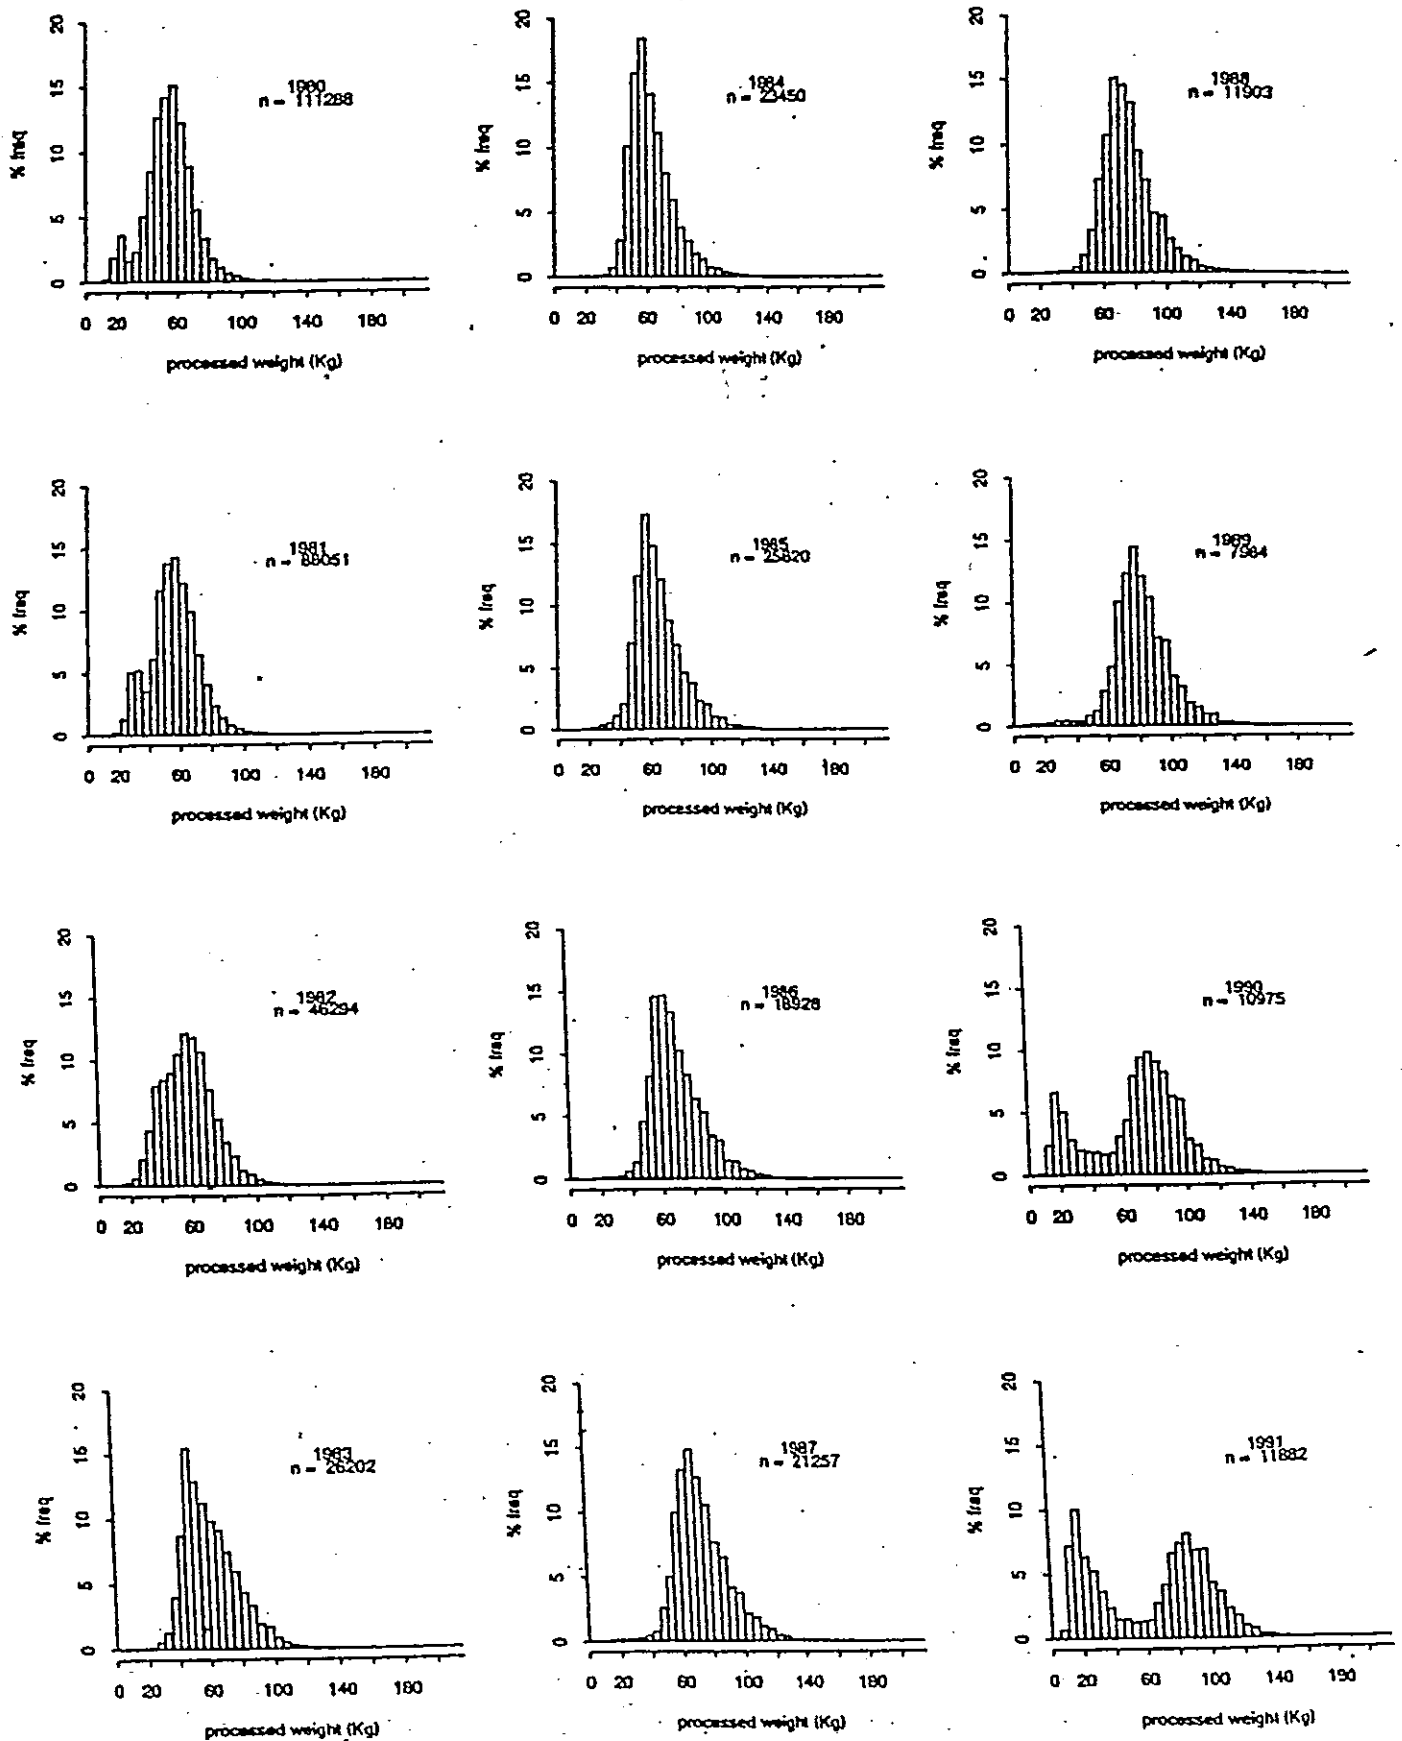 20
15
10
5
0
% freq
1980
n = 111288
0 20 60 100 180
processed weight (Kg)
20
15
10
5
0
% freq
1984
n = 23450
0 20 60 100 140 180
processed weight (Kg)
20
15
10
5
0
% freq
1988
n = 11903
0 20 60 100 140 180
processed weight (Kg)
20
15
10
5
0
% freq
1981
n = 88051
0 20 60 100 180
processed weight (Kg)
20
15
10
5
0
% freq
1985
n = 25820
0 20 60 100 140 180
processed weight (Kg)
20
15
10
5
0
% freq
1989
n = 7984
0 20 60 100 140 180
processed weight (Kg)
20
15
10
5
0
% freq
1982
n = 46294
0 20 60 100 180
processed weight (Kg)
20
15
10
5
0
% freq
1986
n = 18928
0 20 60 100 140 180
processed weight (Kg)
20
15
10
5
0
% freq
1990
n = 10975
0 20 60 100 140 180
processed weight (Kg)
20
15
10
5
0
% freq
1983
n = 26202
0 20 60 100 180
processed weight (Kg)
20
15
10
5
0
% freq
1987
n = 21257
0 20 60 100 140 180
processed weight (Kg)
20
15
10
5
0
% freq
1991
n = 11882
0 20 60 100 140 180
processed weight (Kg)